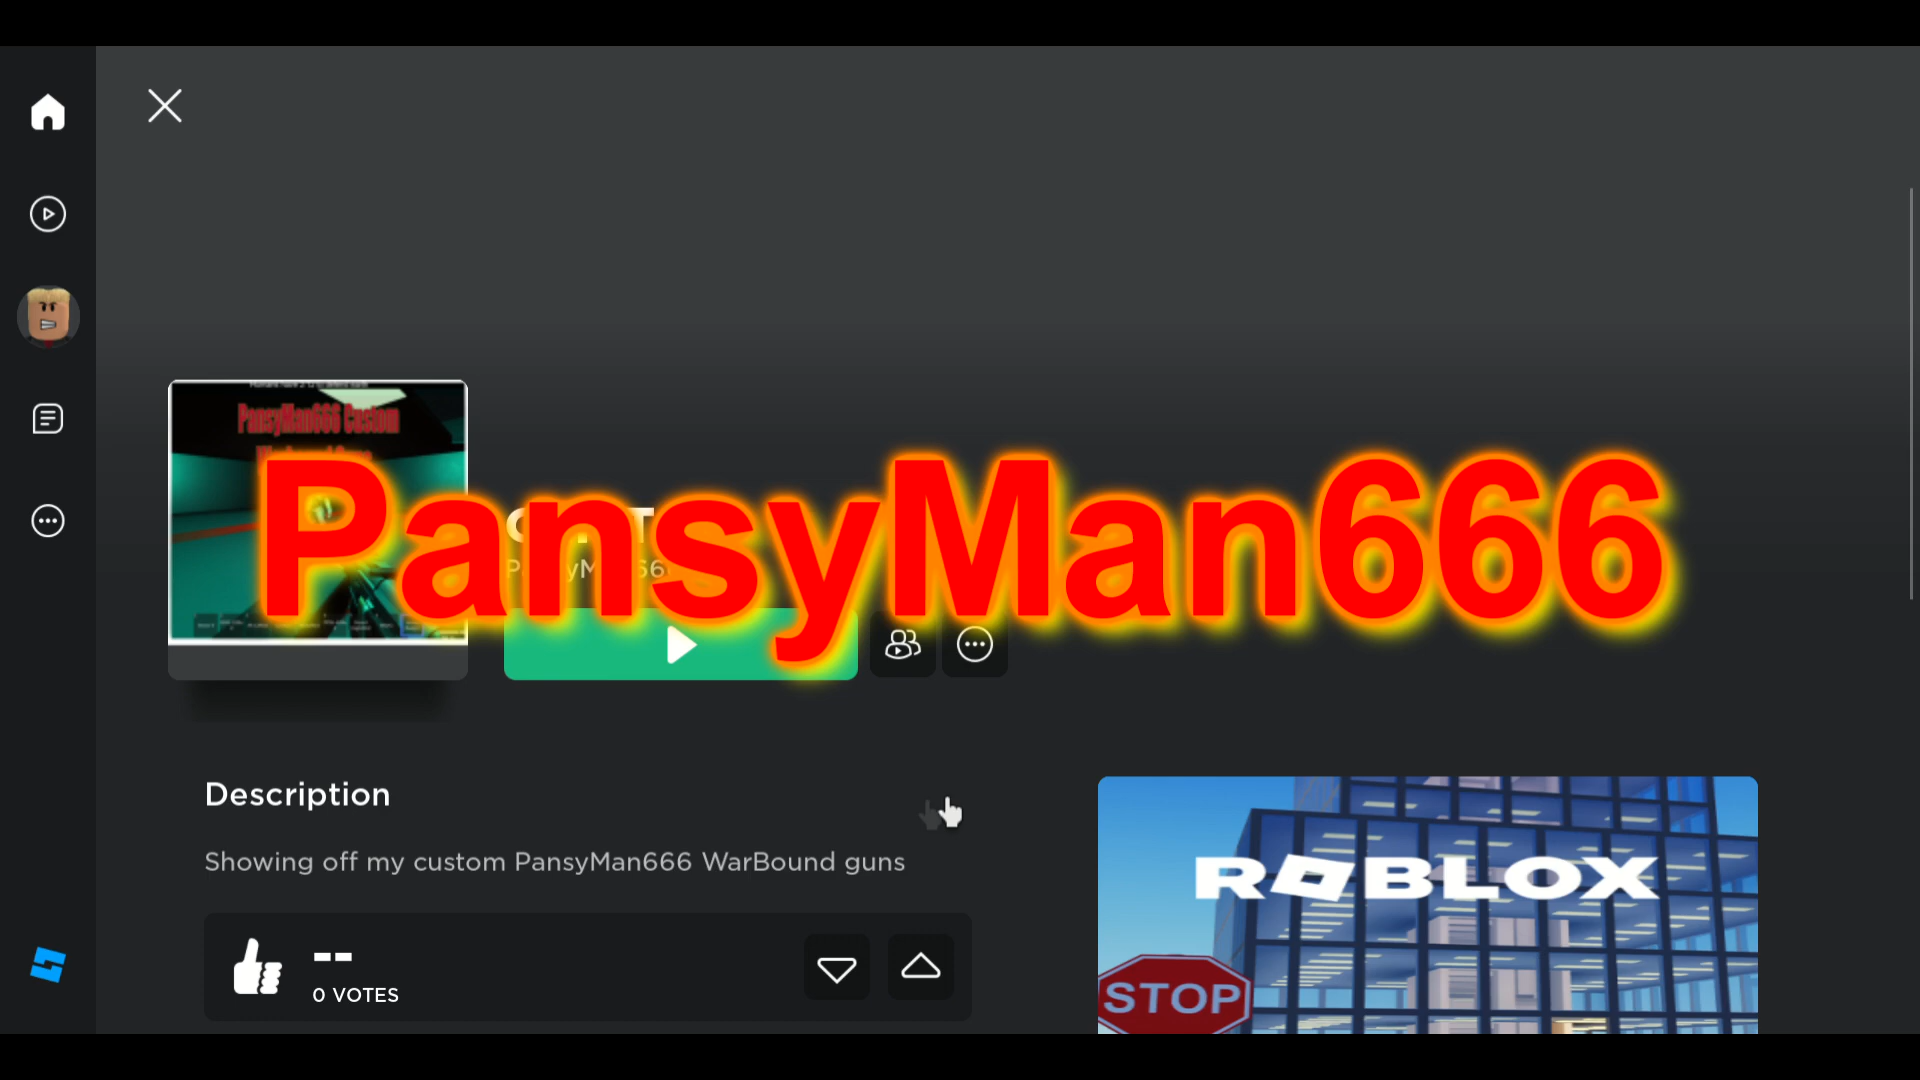 PansyMan666 Custom
PansyMan666
Description
Showing off my custom PansyMan666 WarBound guns
--
0 VOTES
ROBLOX
STOP